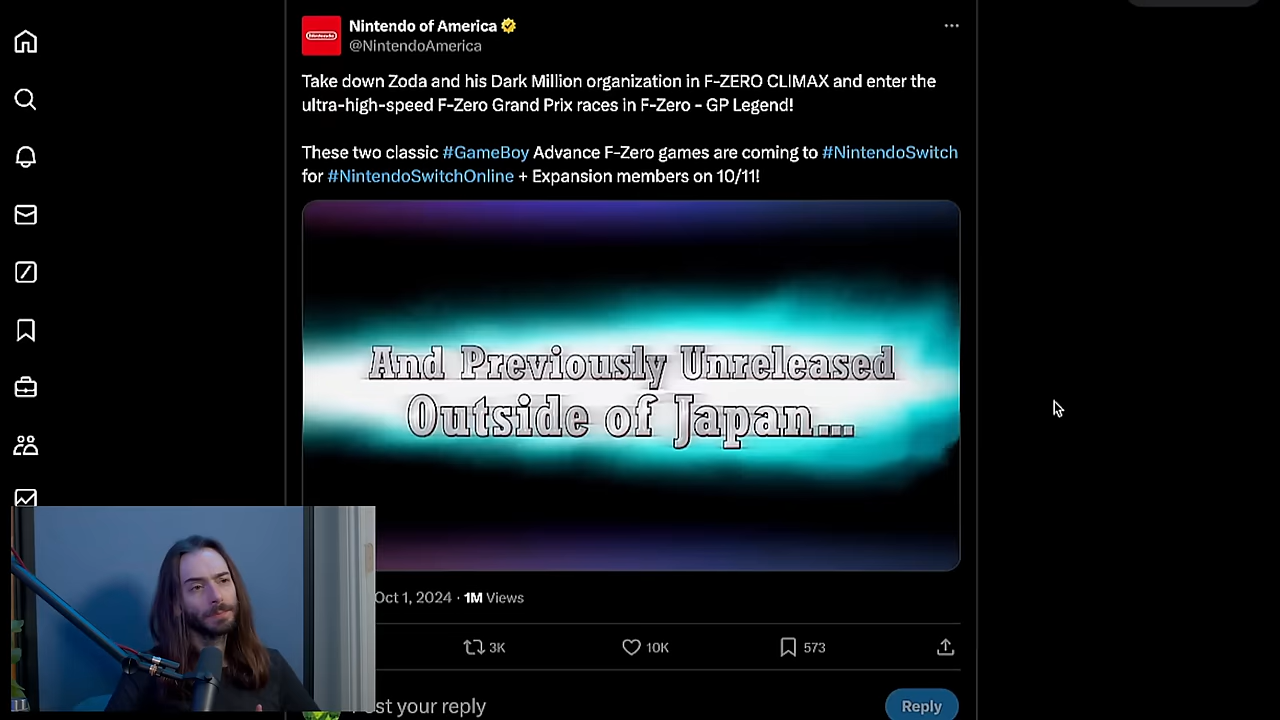 Nintendo of America
@NintendoAmerica
Take down Zoda and his Dark Million organization in F-ZERO CLIMAX and enter the
ultra-high-speed F-Zero Grand Prix races in F-Zero - GP Legend!
These two classic #GameBoy Advance F-Zero games are coming to #NintendoSwitch
for #NintendoSwitchOnline + Expansion members on 10/11!
And Previously Unreleased
Outside of Japan...
Oct 1, 2024 · 1M Views
3K 10K 573
your reply
Reply